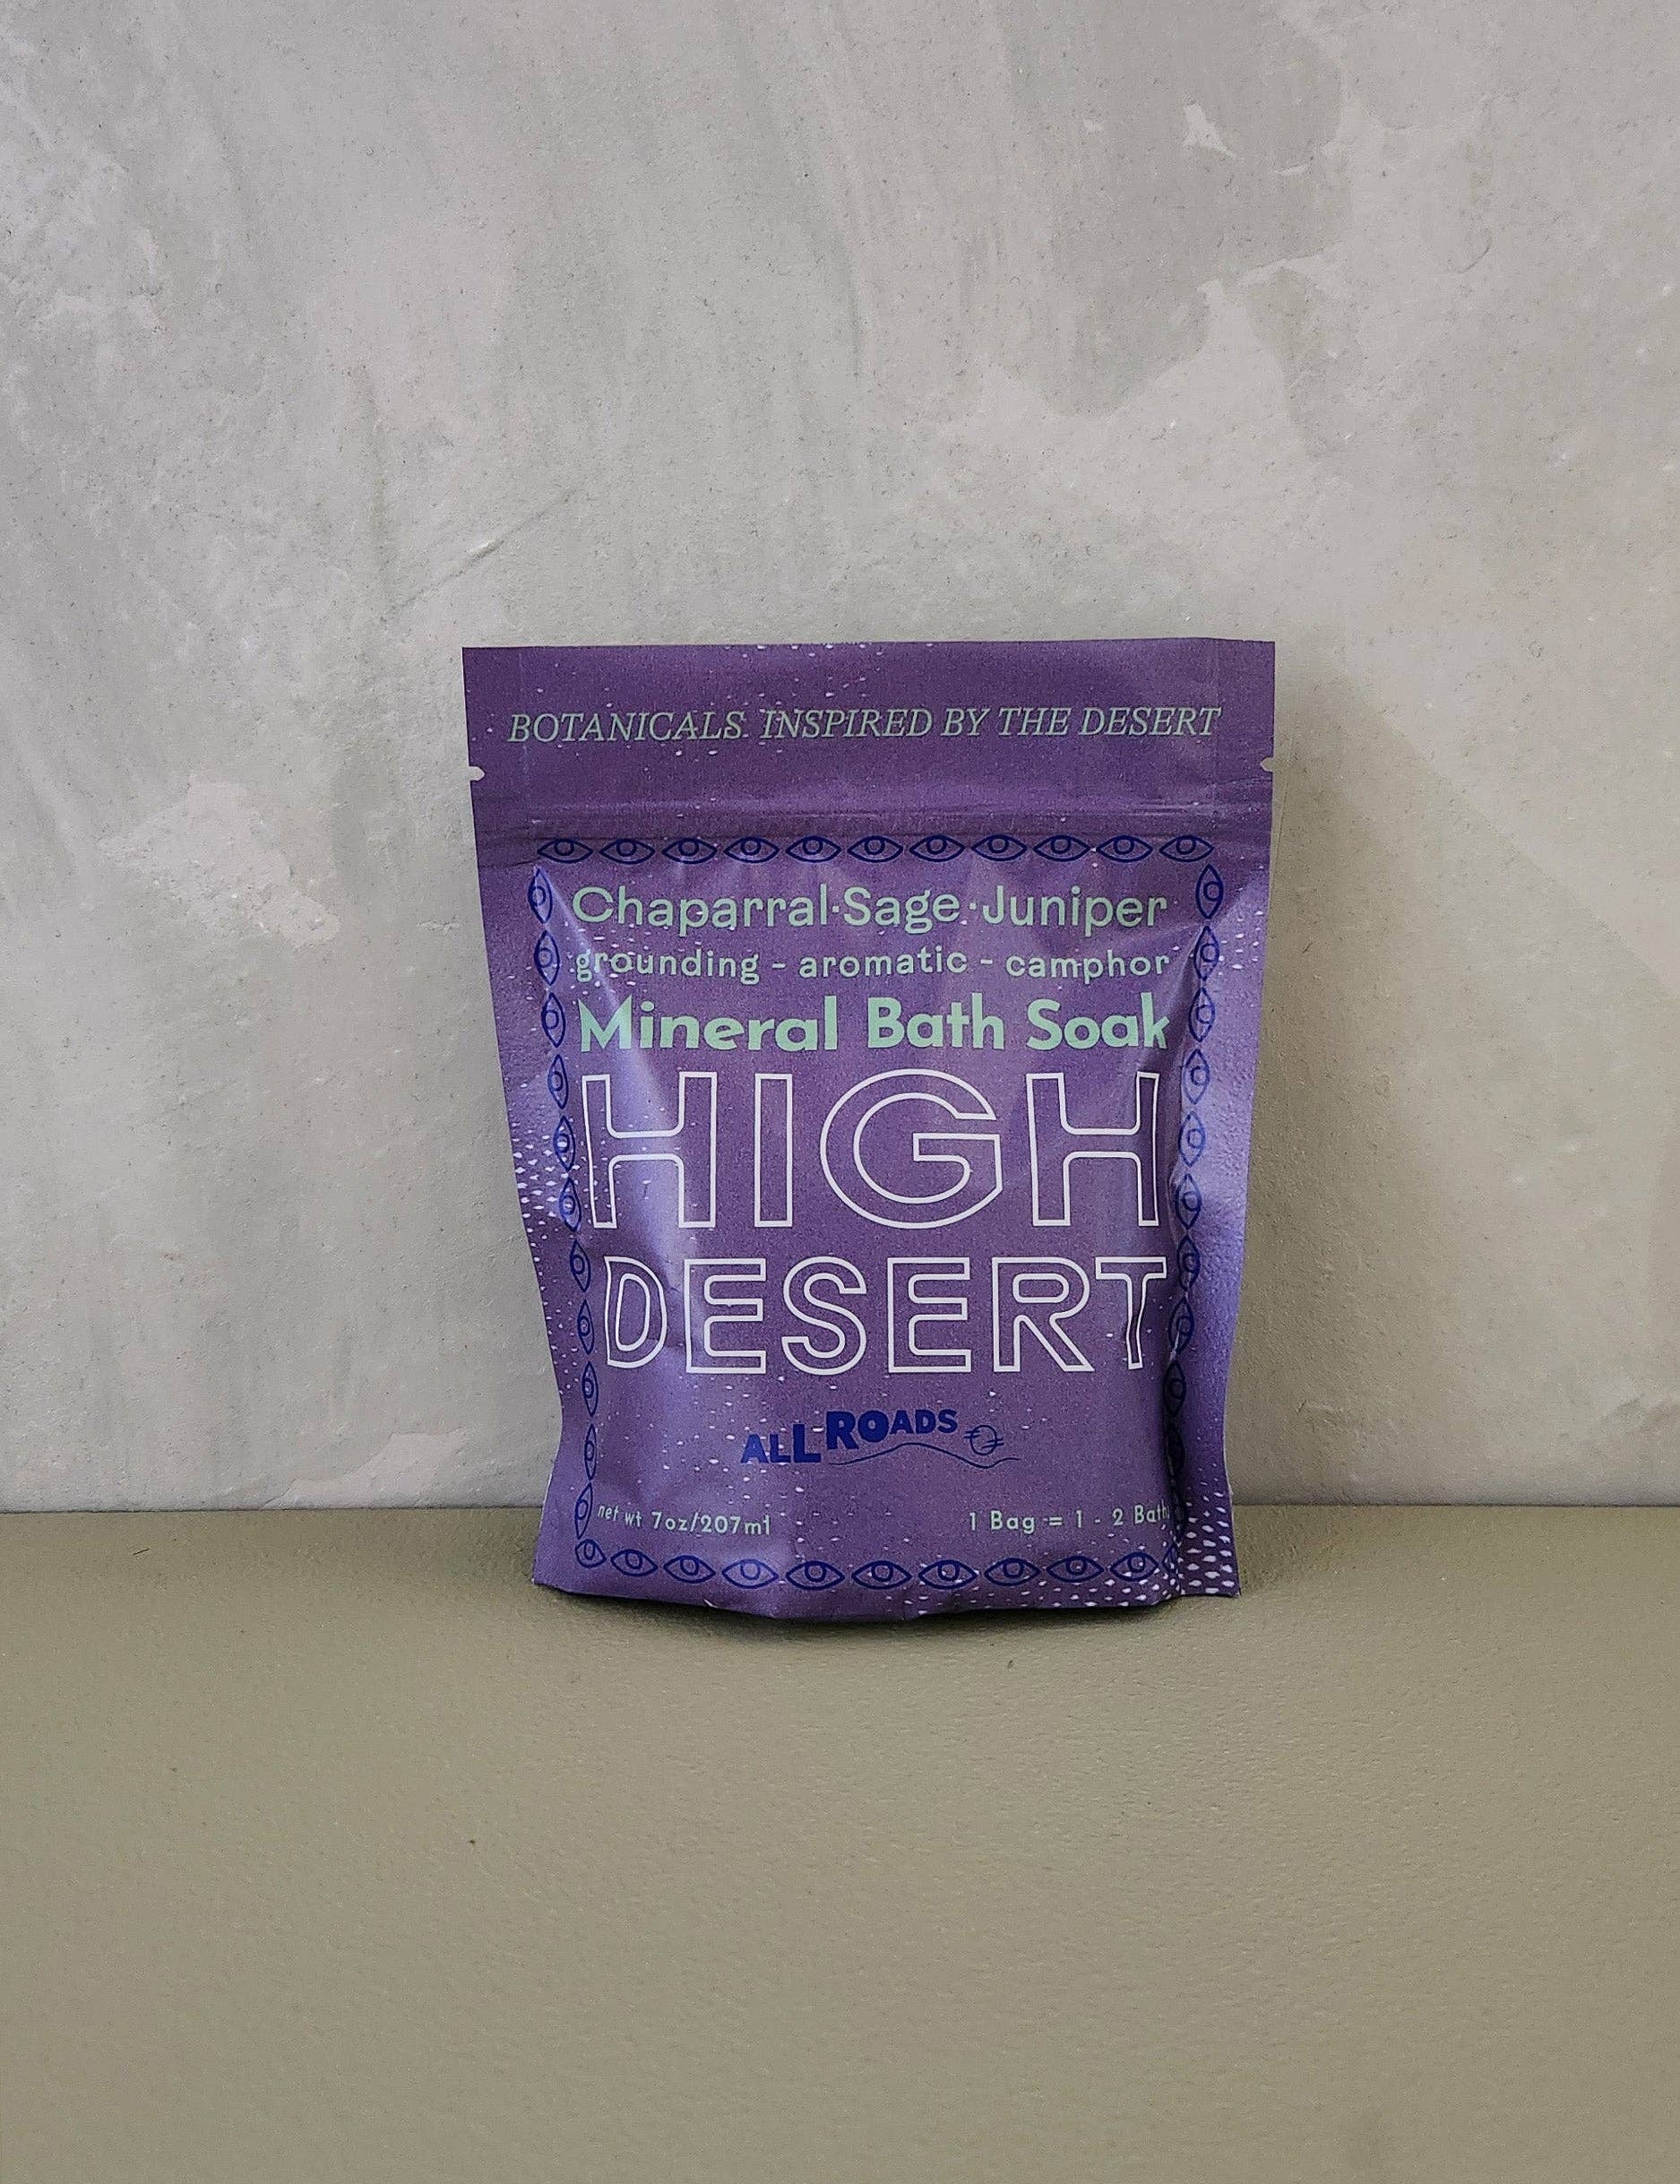 BOTANICALS INSPIRED BY THE DESERT
Chaparral·Sage·Juniper
grounding - aromatic - camphor
Mineral Bath Soak
HIGH
DESERT
ALL ROADS
net wt 7oz/207ml
1 Bag = 1 - 2 Baths